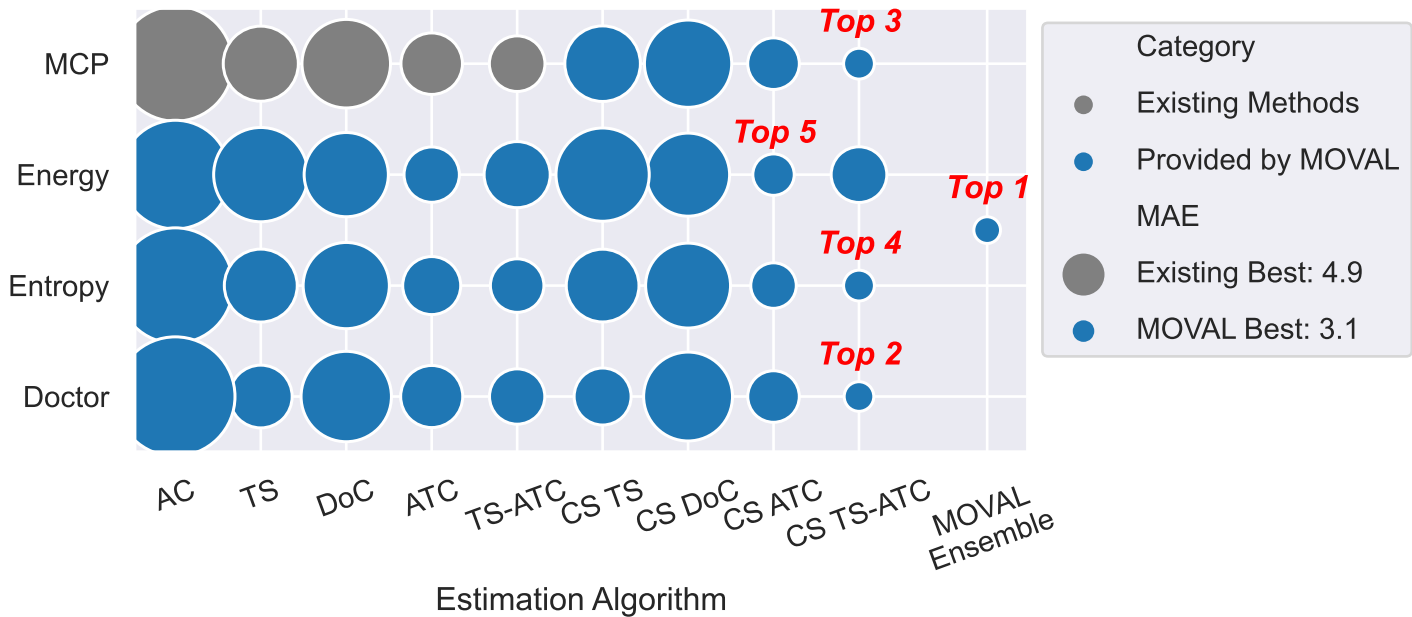 MCP
Energy
Entropy
Doctor
Top 3
Top 5
Top 1
Top 4
Top 2
AC
TS
DoC
ATC
TS-ATC
CS TS
CS DoC
CS ATC
CS TS-ATC
MOVAL
Ensemble
Estimation Algorithm
Category
Existing Methods
Provided by MOVAL
MAE
Existing Best: 4.9
MOVAL Best: 3.1